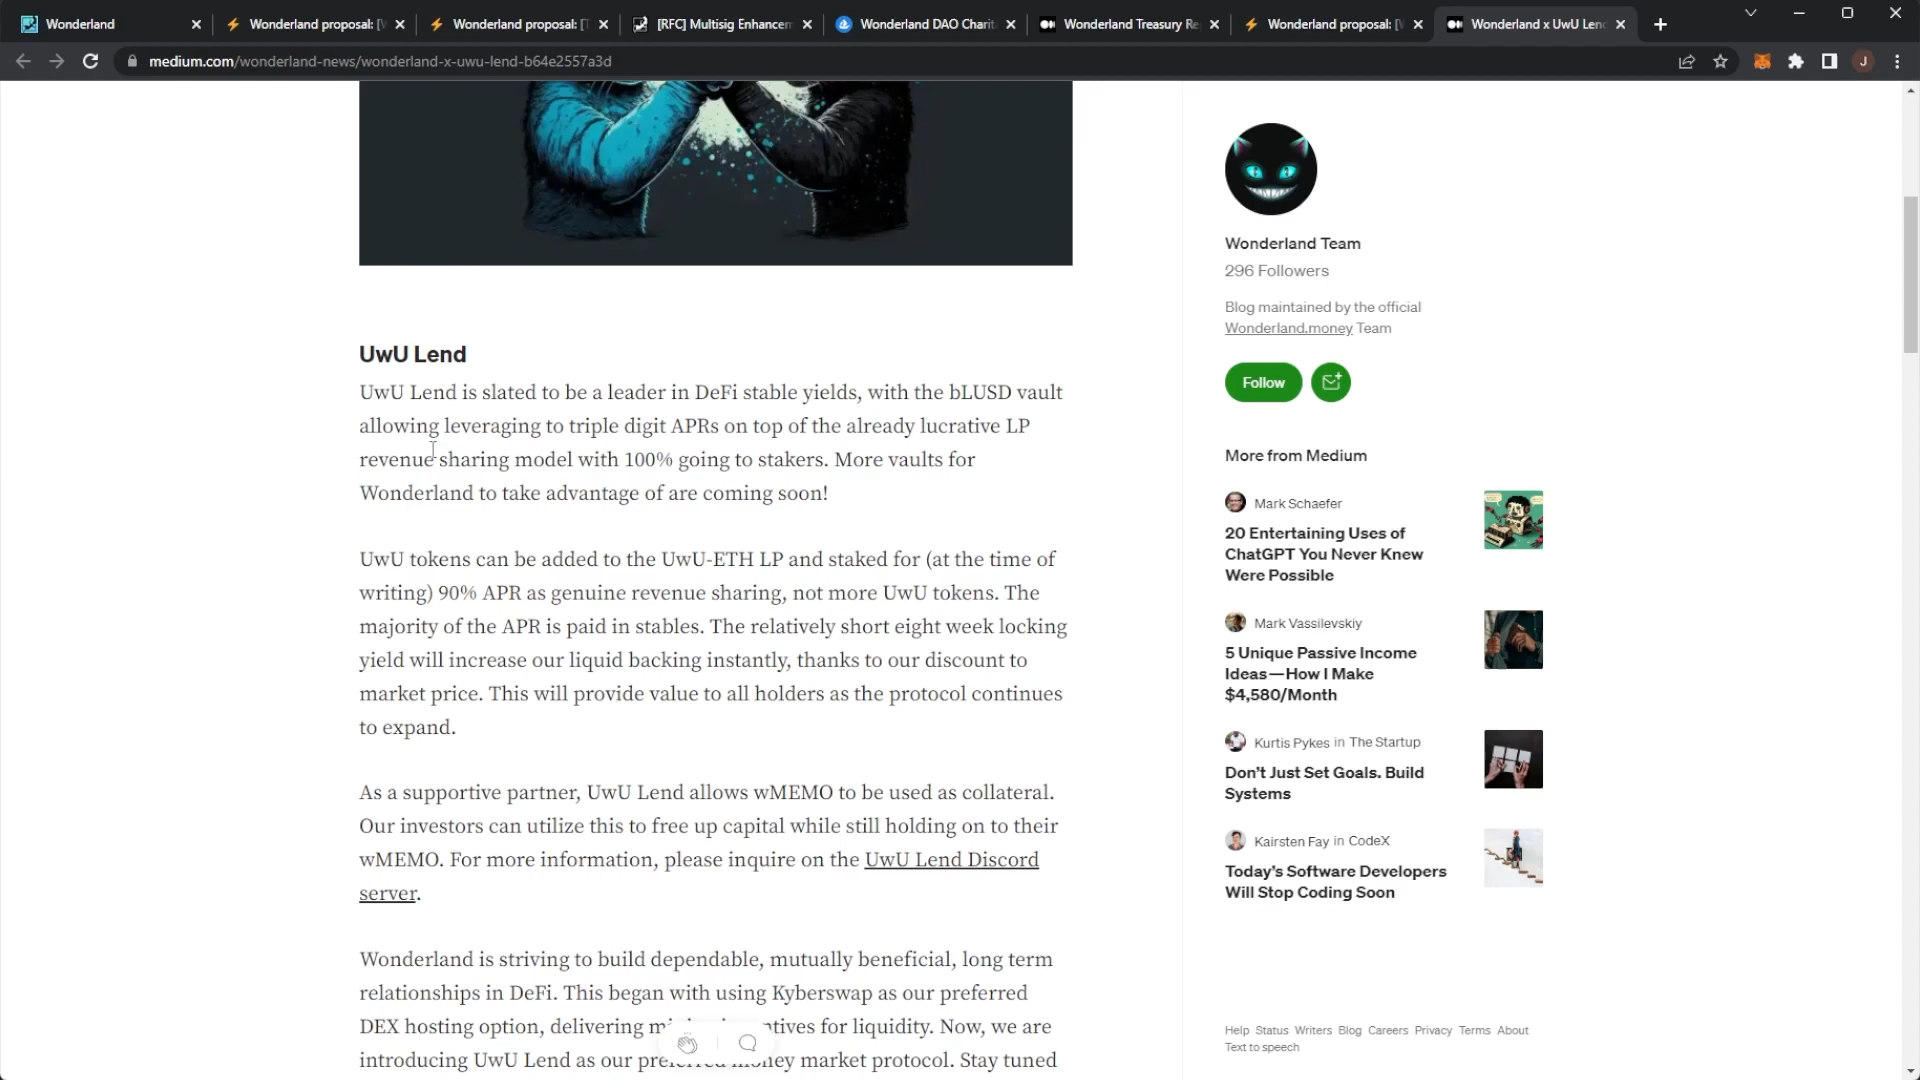 Wonderland
Wonderland proposal: [
Wonderland proposal: [
[RFC] Multisig Enhancem
Wonderland DAO Charit
Wonderland Treasury Re
Wonderland proposal: [
Wonderland x UwU Len
medium.com/wonderland-news/wonderland-x-uwu-lend-b64e2557a3d
J
UwU Lend
UwU Lend is slated to be a leader in DeFi stable yields, with the bLUSD vault
allowing leveraging to triple digit APRs on top of the already lucrative LP
revenue sharing model with 100% going to stakers. More vaults for
Wonderland to take advantage of are coming soon!
UwU tokens can be added to the UwU-ETH LP and staked for (at the time of
writing) 90% APR as genuine revenue sharing, not more UwU tokens. The
majority of the APR is paid in stables. The relatively short eight week locking
yield will increase our liquid backing instantly, thanks to our discount to
market price. This will provide value to all holders as the protocol continues
to expand.
As a supportive partner, UwU Lend allows wMEMO to be used as collateral.
Our investors can utilize this to free up capital while still holding on to their
wMEMO. For more information, please inquire on the UwU Lend Discord
server.
Wonderland is striving to build dependable, mutually beneficial, long term
relationships in DeFi. This began with using Kyberswap as our preferred
DEX hosting option, delivering for liquidity. Now, we are
introducing UwU Lend as our market protocol. Stay tuned
Wonderland Team
296 Followers
Blog maintained by the official
Wonderland.money Team
Follow
More from Medium
Mark Schaefer
20 Entertaining Uses of
ChatGPT You Never Knew
Were Possible
Mark Vassilevskiy
5 Unique Passive Income
Ideas—How I Make
$4,580/Month
Kurtis Pykes in The Startup
Don't Just Set Goals. Build
Systems
Kairsten Fay in CodeX
Today's Software Developers
Will Stop Coding Soon
Help Status Writers Blog Careers Privacy Terms About
Text to speech